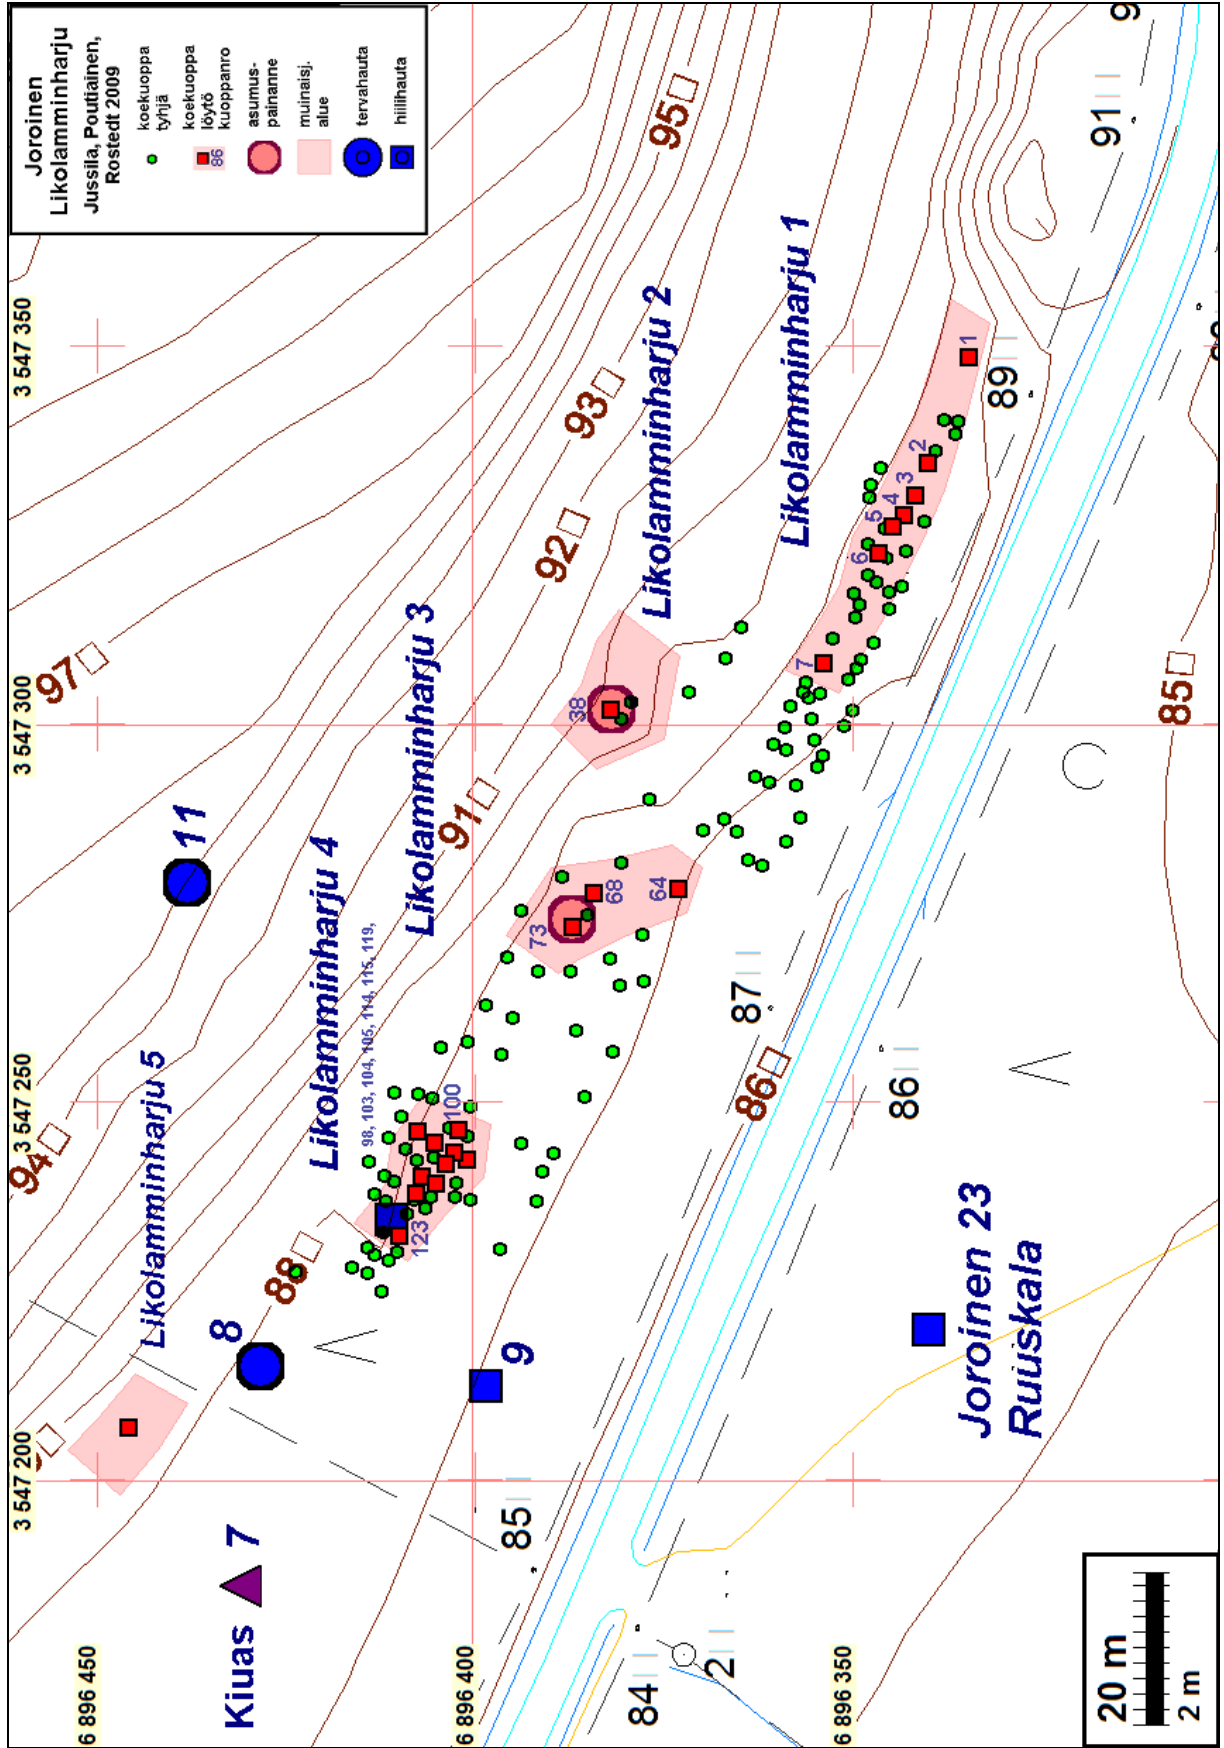 Joroinen
Likolamminharju
Jussila, Poutiainen,
Rostedt 2009
koekuoppa
tyhjä
koekuoppa
löytö
kuoppanro
86
asumus-
painanne
muinaisj.
alue
tervahauta
hiilihauta
3 547 350
3 547 300
3 547 250
3 547 200
6 896 450
6 896 400
6 896 350
Likolamminharju 1
Likolamminharju 2
Likolamminharju 3
Likolamminharju 4
Likolamminharju 5
98, 103, 104, 105, 114, 115, 119,
100
123
73
68
64
38
7
6
5
4
3
2
1
11
8
9
Kiuas 7
Joroinen 23
Ruuskala
97
95
94
93
92
91
88
86
85
91
89
87
86
85
84
2
9
20 m
2 m